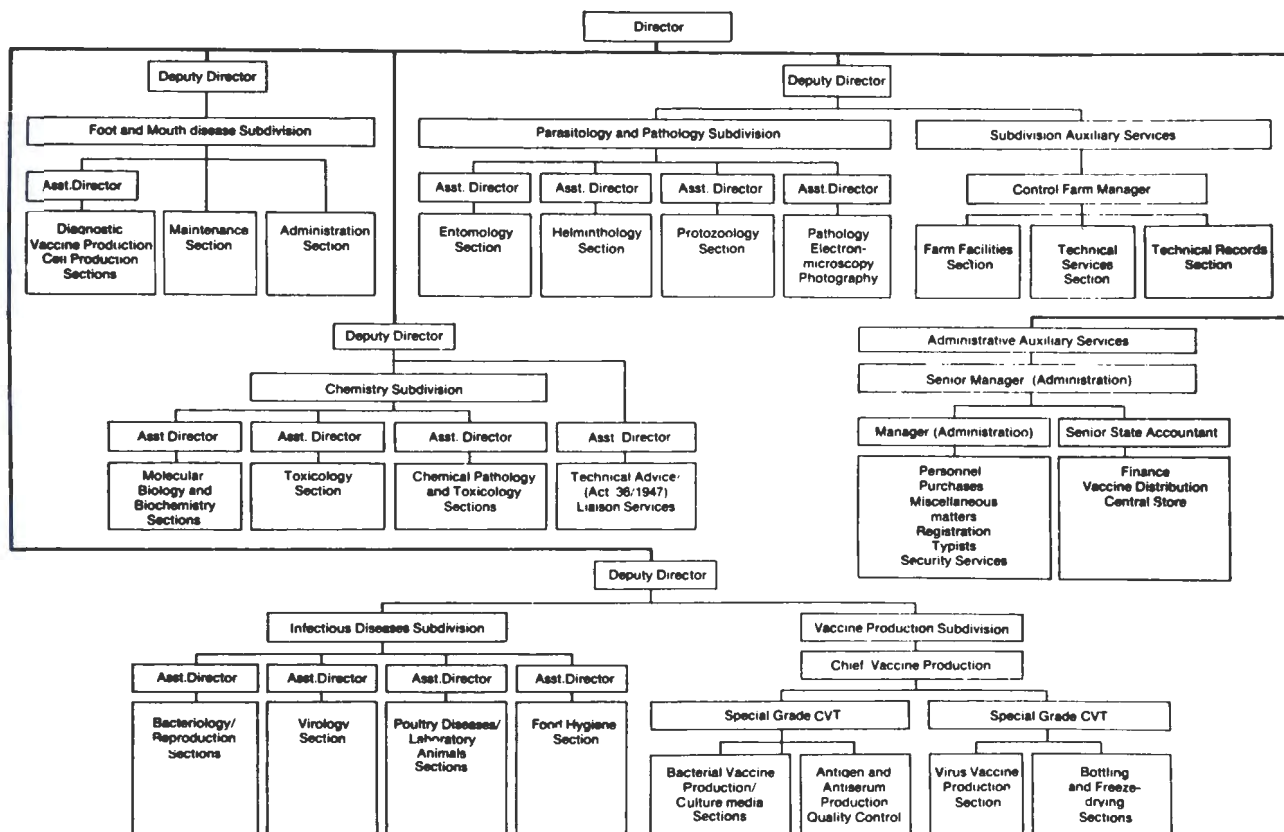 Director
Deputy Director
Foot and Mouth disease Subdivision
Asst.Director
Diagnostic
Vaccine Production
Cell Production
Sections
Maintenance
Section
Administration
Section
Deputy Director
Parasitology and Pathology Subdivision
Asst. Director
Entomology
Section
Asst. Director
Helminthology
Section
Asst. Director
Protozoology
Section
Asst.Director
Pathology
Electron-
microscopy
Photography
Subdivision Auxiliary Services
Control Farm Manager
Farm Facilities
Section
Technical
Services
Section
Technical Records
Section
Deputy Director
Chemistry Subdivision
Asst Director
Molecular
Biology and
Biochemistry
Sections
Asst. Director
Toxicology
Section
Asst. Director
Chemical Pathology
and Toxicology
Sections
Asst Director
Technical Advice/
(Act 36/1947)
Liaison Services
Administrative Auxiliary Services
Senior Manager (Administration)
Manager (Administration)
Personnel
Purchases
Miscellaneous
matters
Registration
Typists
Security Services
Senior State Accountant
Finance
Vaccine Distribution
Central Store
Deputy Director
Infectious Diseases Subdivision
Asst.Director
Bacteriology/
Reproduction
Sections
Asst.Director
Virology
Section
Asst.Director
Poultry Diseases/
Laboratory
Animals
Sections
Asst.Director
Food Hygiene
Section
Vaccine Production Subdivision
Chief Vaccine Production
Special Grade CVT
Bacterial Vaccine
Production/
Culture media
Sections
Antigen and
Antiserum
Production
Quality Control
Special Grade CVT
Virus Vaccine
Production
Section
Bottling
and Freeze-
drying
Sections